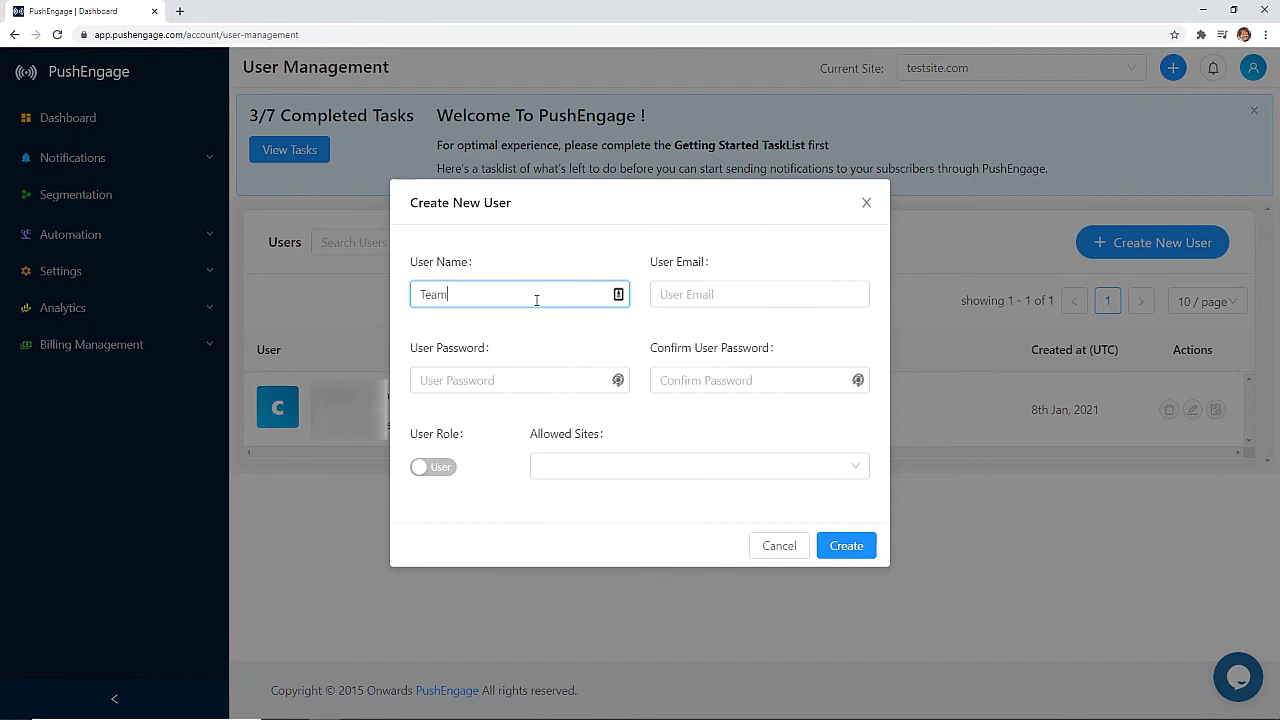 PushEngage | Dashboard
app.pushengage.com/account/user-management
PushEngage
User Management
Current Site:
testsite.com
3/7 Completed Tasks
View Tasks
Welcome To PushEngage !
For optimal experience, please complete the Getting Started TaskList first
Here's a tasklist of what's left to do before you can start sending notifications to your subscribers through PushEngage.
Dashboard
Notifications
Segmentation
Automation
Settings
Analytics
Billing Management
Users
Search Users
Create New User
showing 1 - 1 of 1
1
10 / page
User
Created at (UTC)
Actions
C
8th Jan, 2021
Create New User
User Name:
User Email:
Team
User Email
User Password:
Confirm User Password:
User Password
Confirm Password
User Role:
Allowed Sites:
User
Cancel
Create
Copyright © 2015 Onwards PushEngage All rights reserved.